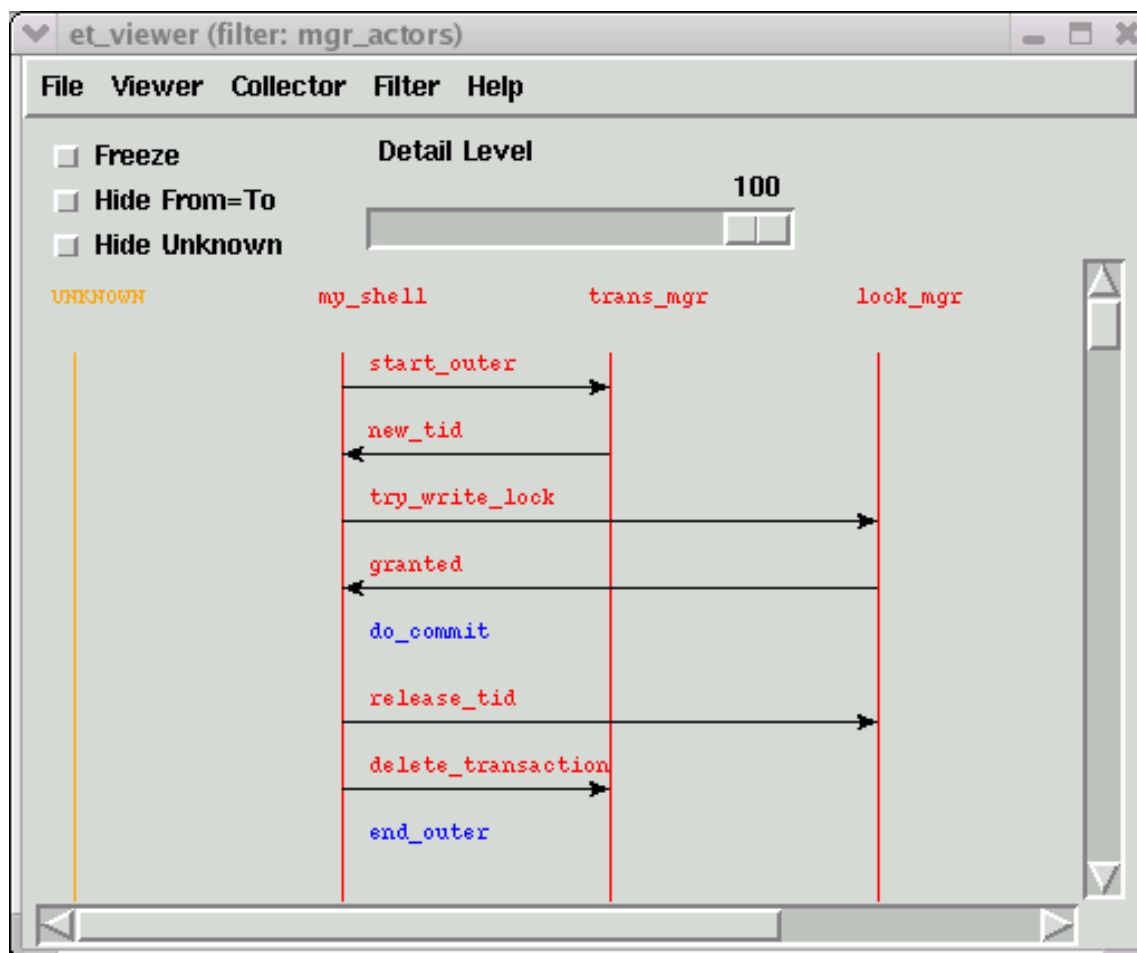 et_viewer (filter: mgr_actors)
File Viewer Collector Filter Help
Freeze
Detail Level
Hide From=To
100
Hide Unknown
UNKNOWN my_shell trans_mgr lock_mgr
start_outer
new_tid
try_write_lock
granted
do_commit
release_tid
delete_transaction
end_outer